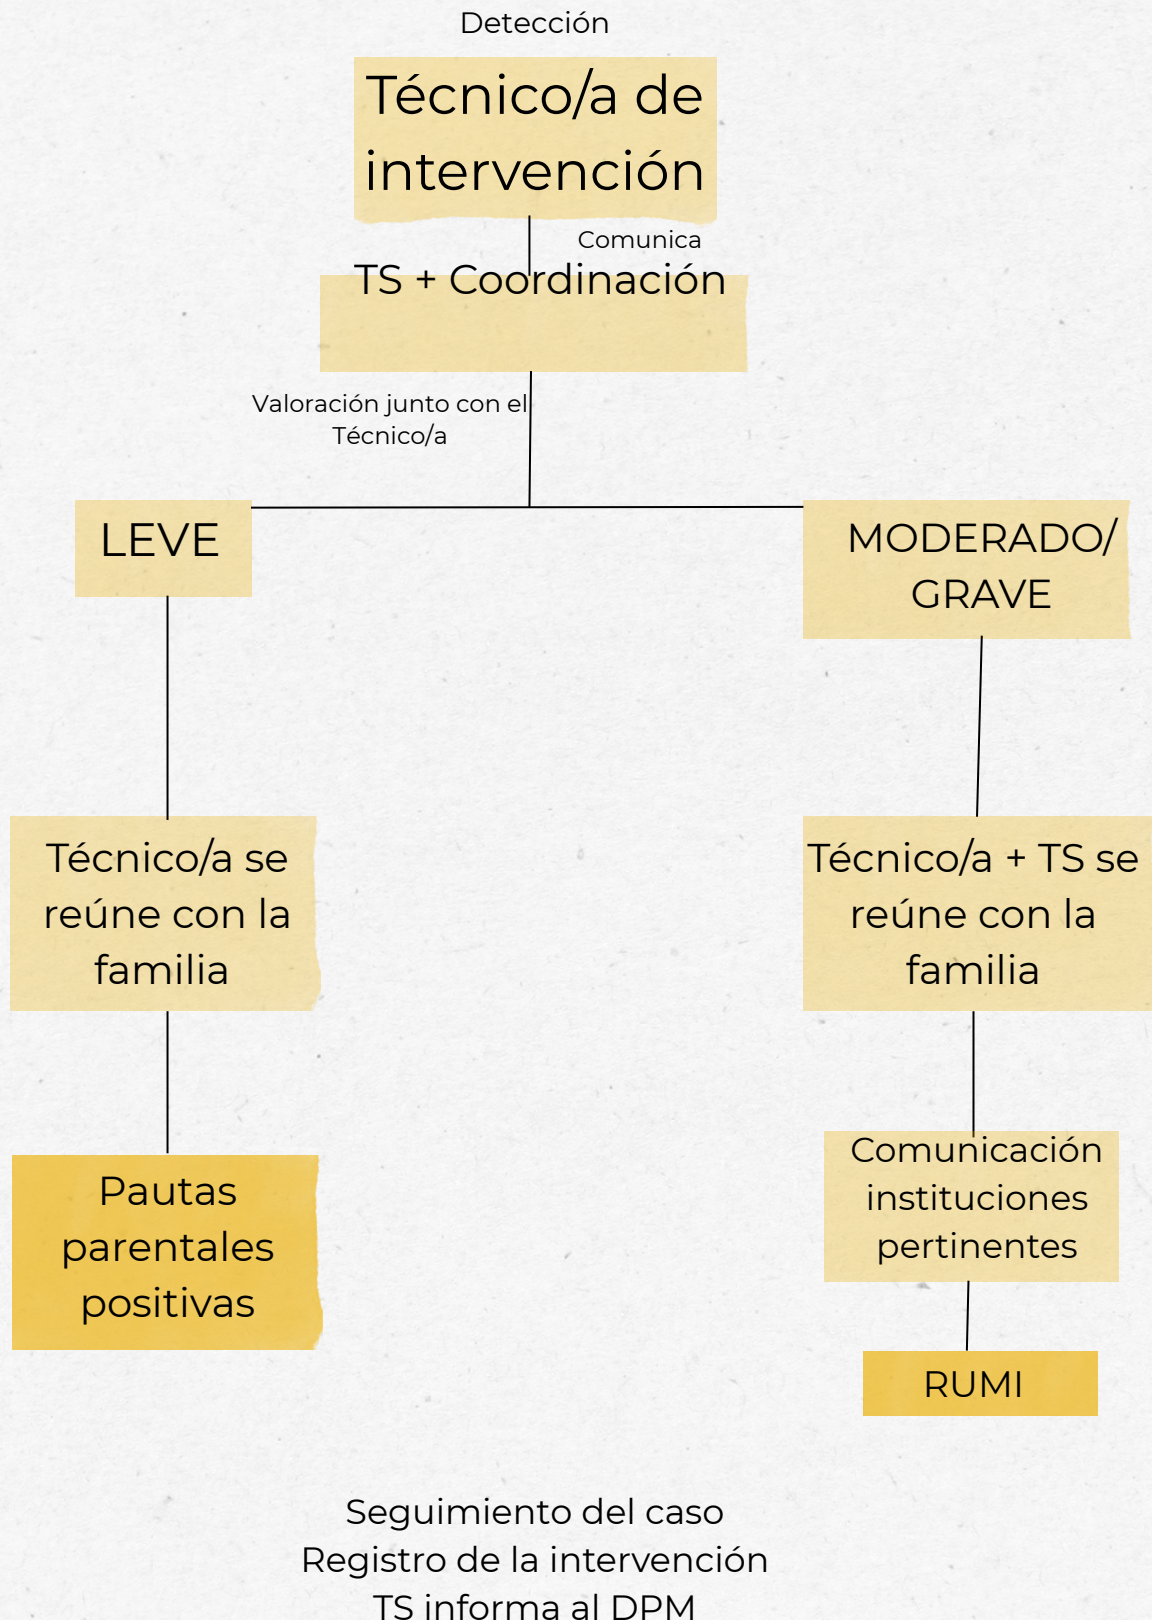 Detección
Técnico/a de
intervención
Comunica
TS + Coordinación
Valoración junto con el
Técnico/a
LEVE
MODERADO/
GRAVE
Técnico/a se
reúne con la
familia
Técnico/a + TS se
reúne con la
familia
Pautas
parentales
positivas
Comunicación
instituciones
pertinentes
RUMI
Seguimiento del caso
Registro de la intervención
TS informa al DPM